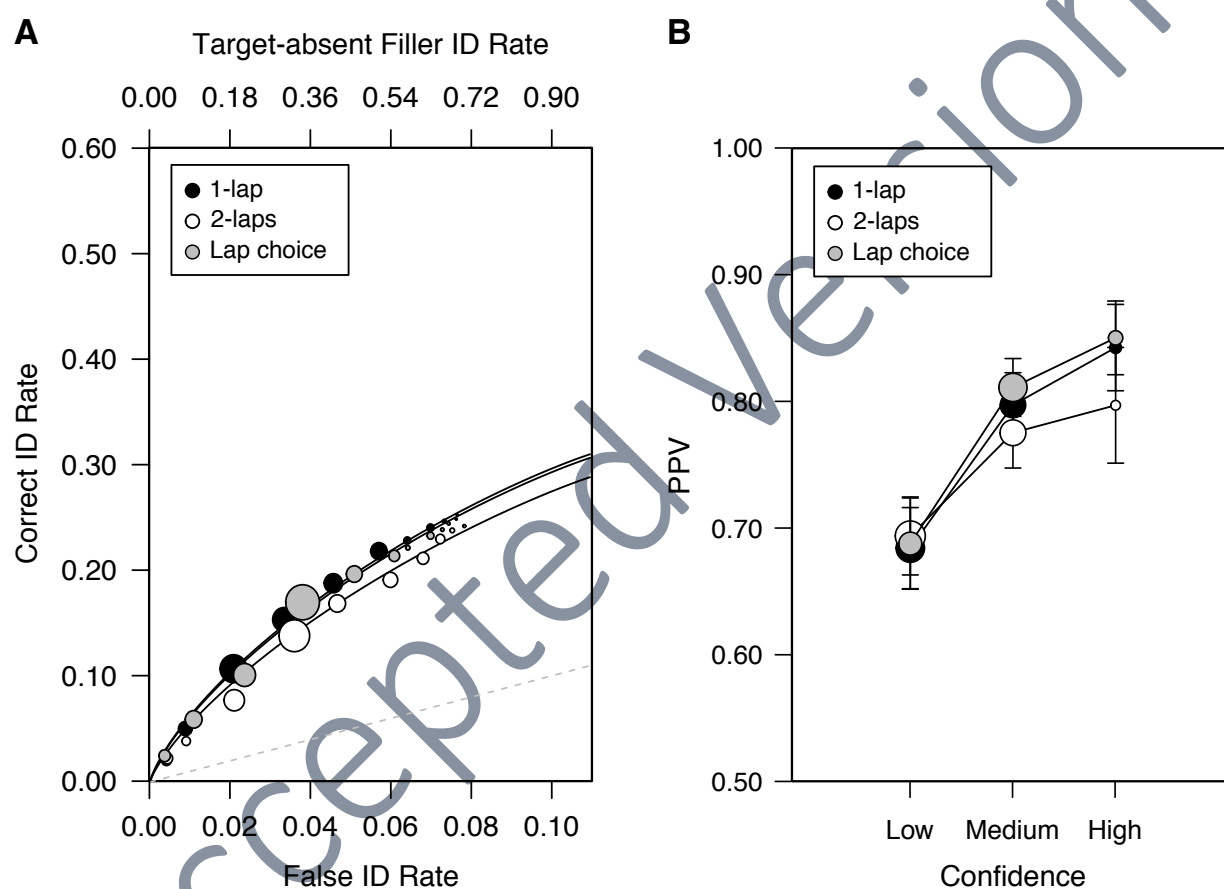 A
Target-absent Filler ID Rate
0.00 0.18 0.36 0.54 0.72 0.90
0.60
0.50
0.40
0.30
0.20
0.10
0.00
Correct ID Rate
1-lap
2-laps
Lap choice
0.00 0.02 0.04 0.06 0.08 0.10
False ID Rate
B
1.00
0.90
0.80
0.70
0.60
0.50
PPV
1-lap
2-laps
Lap choice
Low Medium High
Confidence
ccepted Version